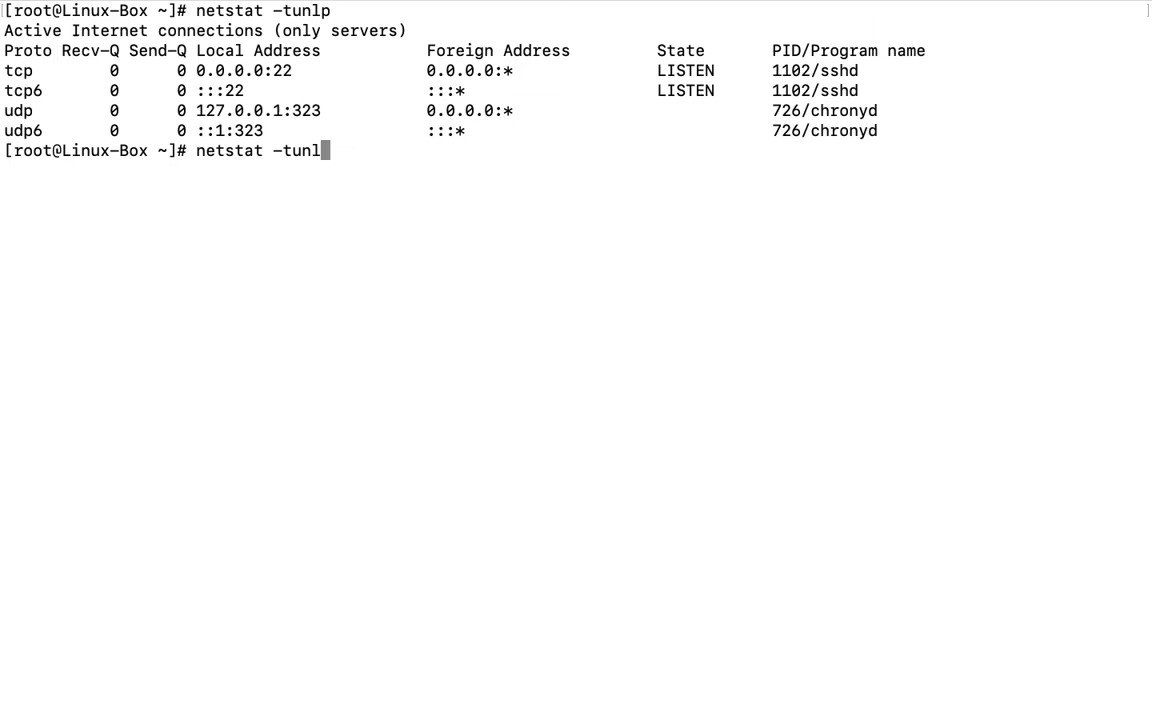 [root@Linux-Box ~]# netstat -tunlp
Active Internet connections (only servers)
Proto Recv-Q Send-Q Local Address           Foreign Address         State       PID/Program name
tcp        0      0 0.0.0.0:22              0.0.0.0:*               LISTEN      1102/sshd
tcp6       0      0 :::22                   :::*                    LISTEN      1102/sshd
udp        0      0 127.0.0.1:323           0.0.0.0:*                           726/chronyd
udp6       0      0 ::1:323                 :::*                                726/chronyd
[root@Linux-Box ~]# netstat -tunl